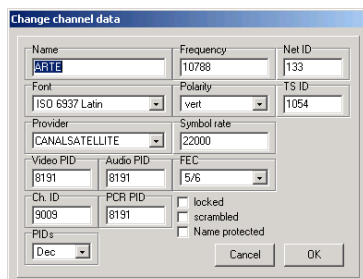 Change channel data
Name Frequency Net ID
ARTE 10788 133
Font Polarity TS ID
ISO 6937 Latin vert 1054
Provider Symbol rate
CANALSATELLITE 22000
Video PID Audio PID FEC
8191 8191 5/6
Ch. ID PCR PID
9009 8191
locked
scrambled
Name protected
PIDs
Dec
Cancel OK